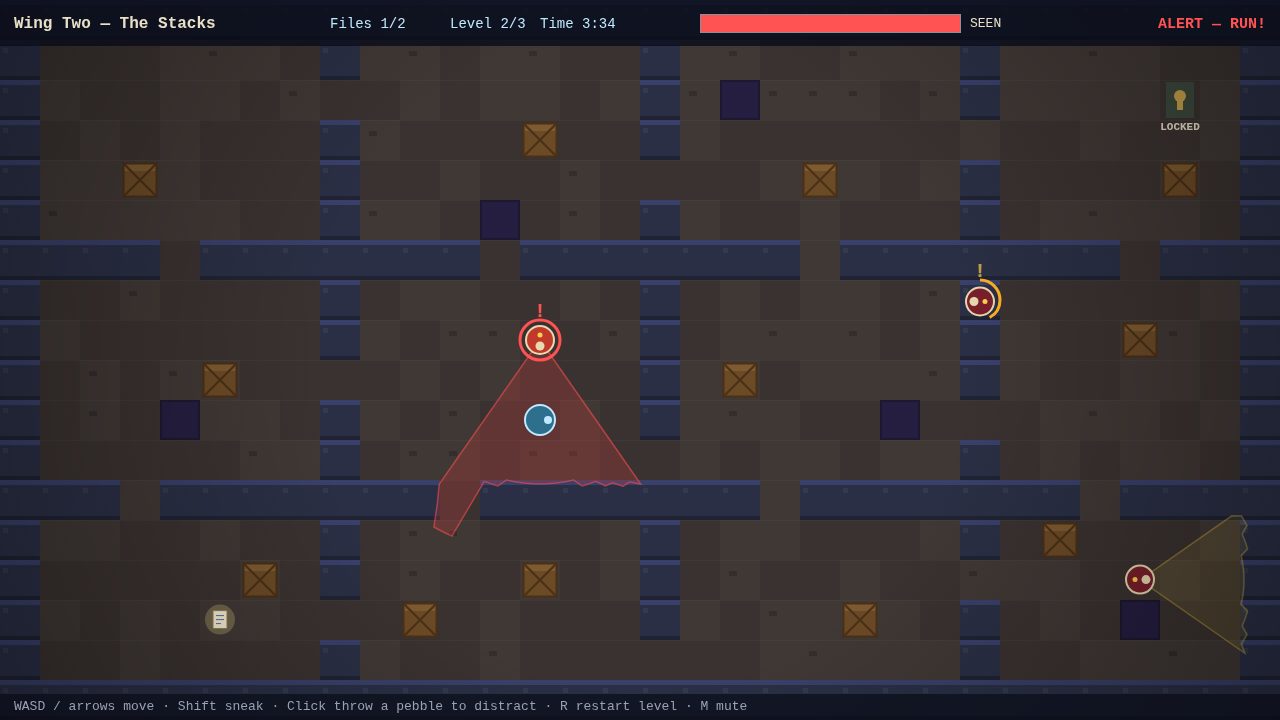 Wing Two — The Stacks
Files 1/2
Level 2/3
Time 3:34
SEEN
ALERT — RUN!
LOCKED
!
!
WASD / arrows move · Shift sneak · Click throw a pebble to distract · R restart level · M mute